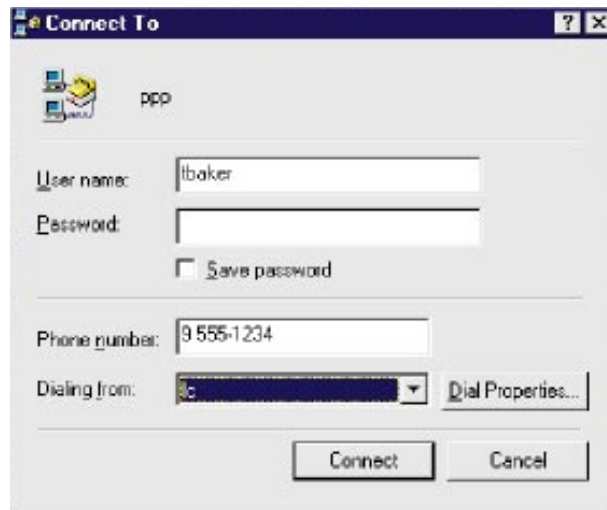 Connect To
ppp
User name: tbaker
Password:
Save password
Phone number: 9 555-1234
Dialing from:
Dial Properties...
Connect Cancel